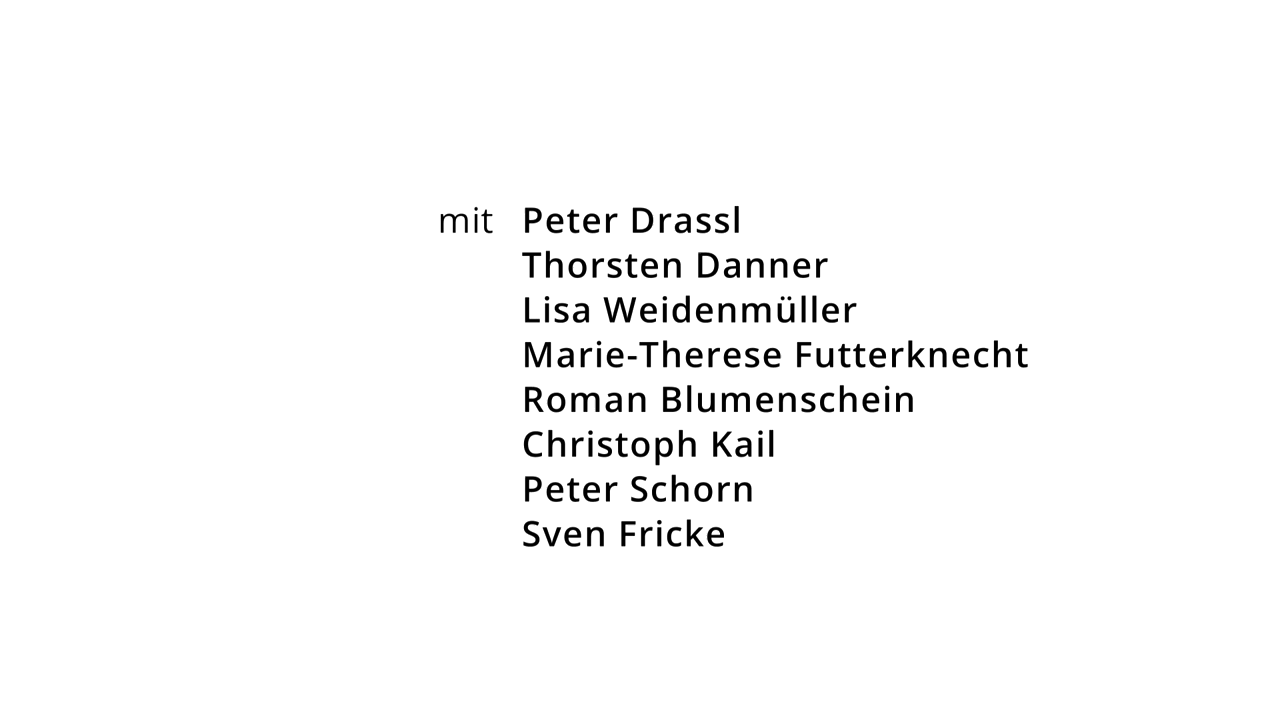 mit Peter Drassl
Thorsten Danner
Lisa Weidenmüller
Marie-Therese Futterknecht
Roman Blumenschein
Christoph Kail
Peter Schorn
Sven Fricke